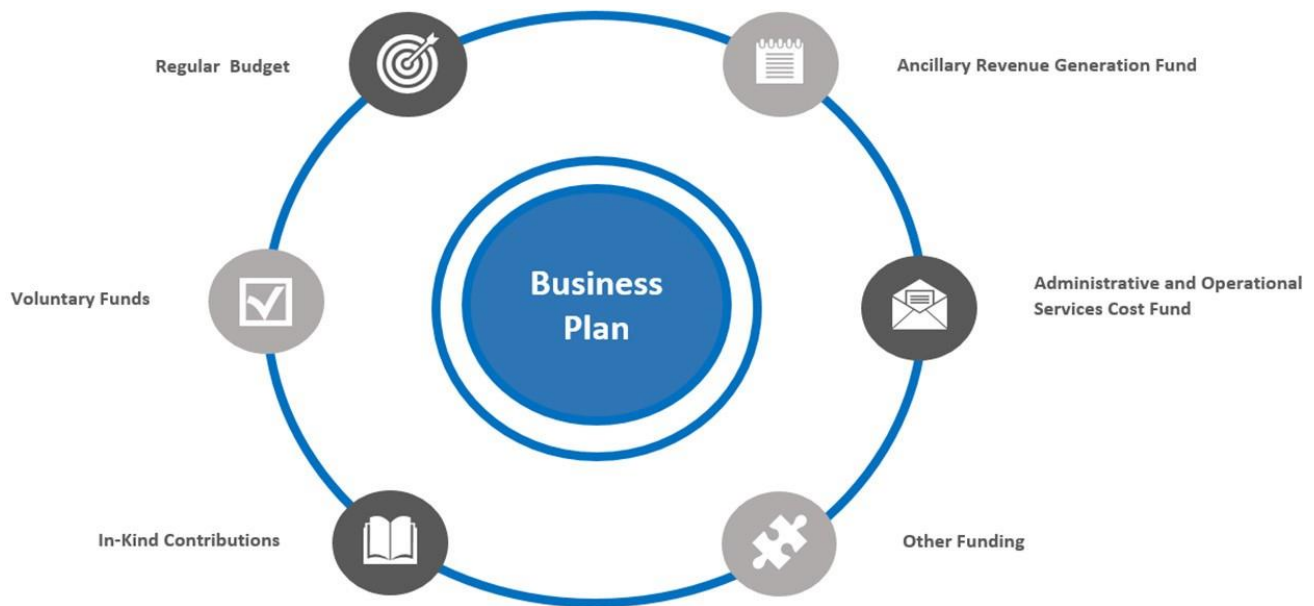 Regular Budget
Ancillary Revenue Generation Fund
Voluntary Funds
Business
Plan
Administrative and Operational
Services Cost Fund
In-Kind Contributions
Other Funding